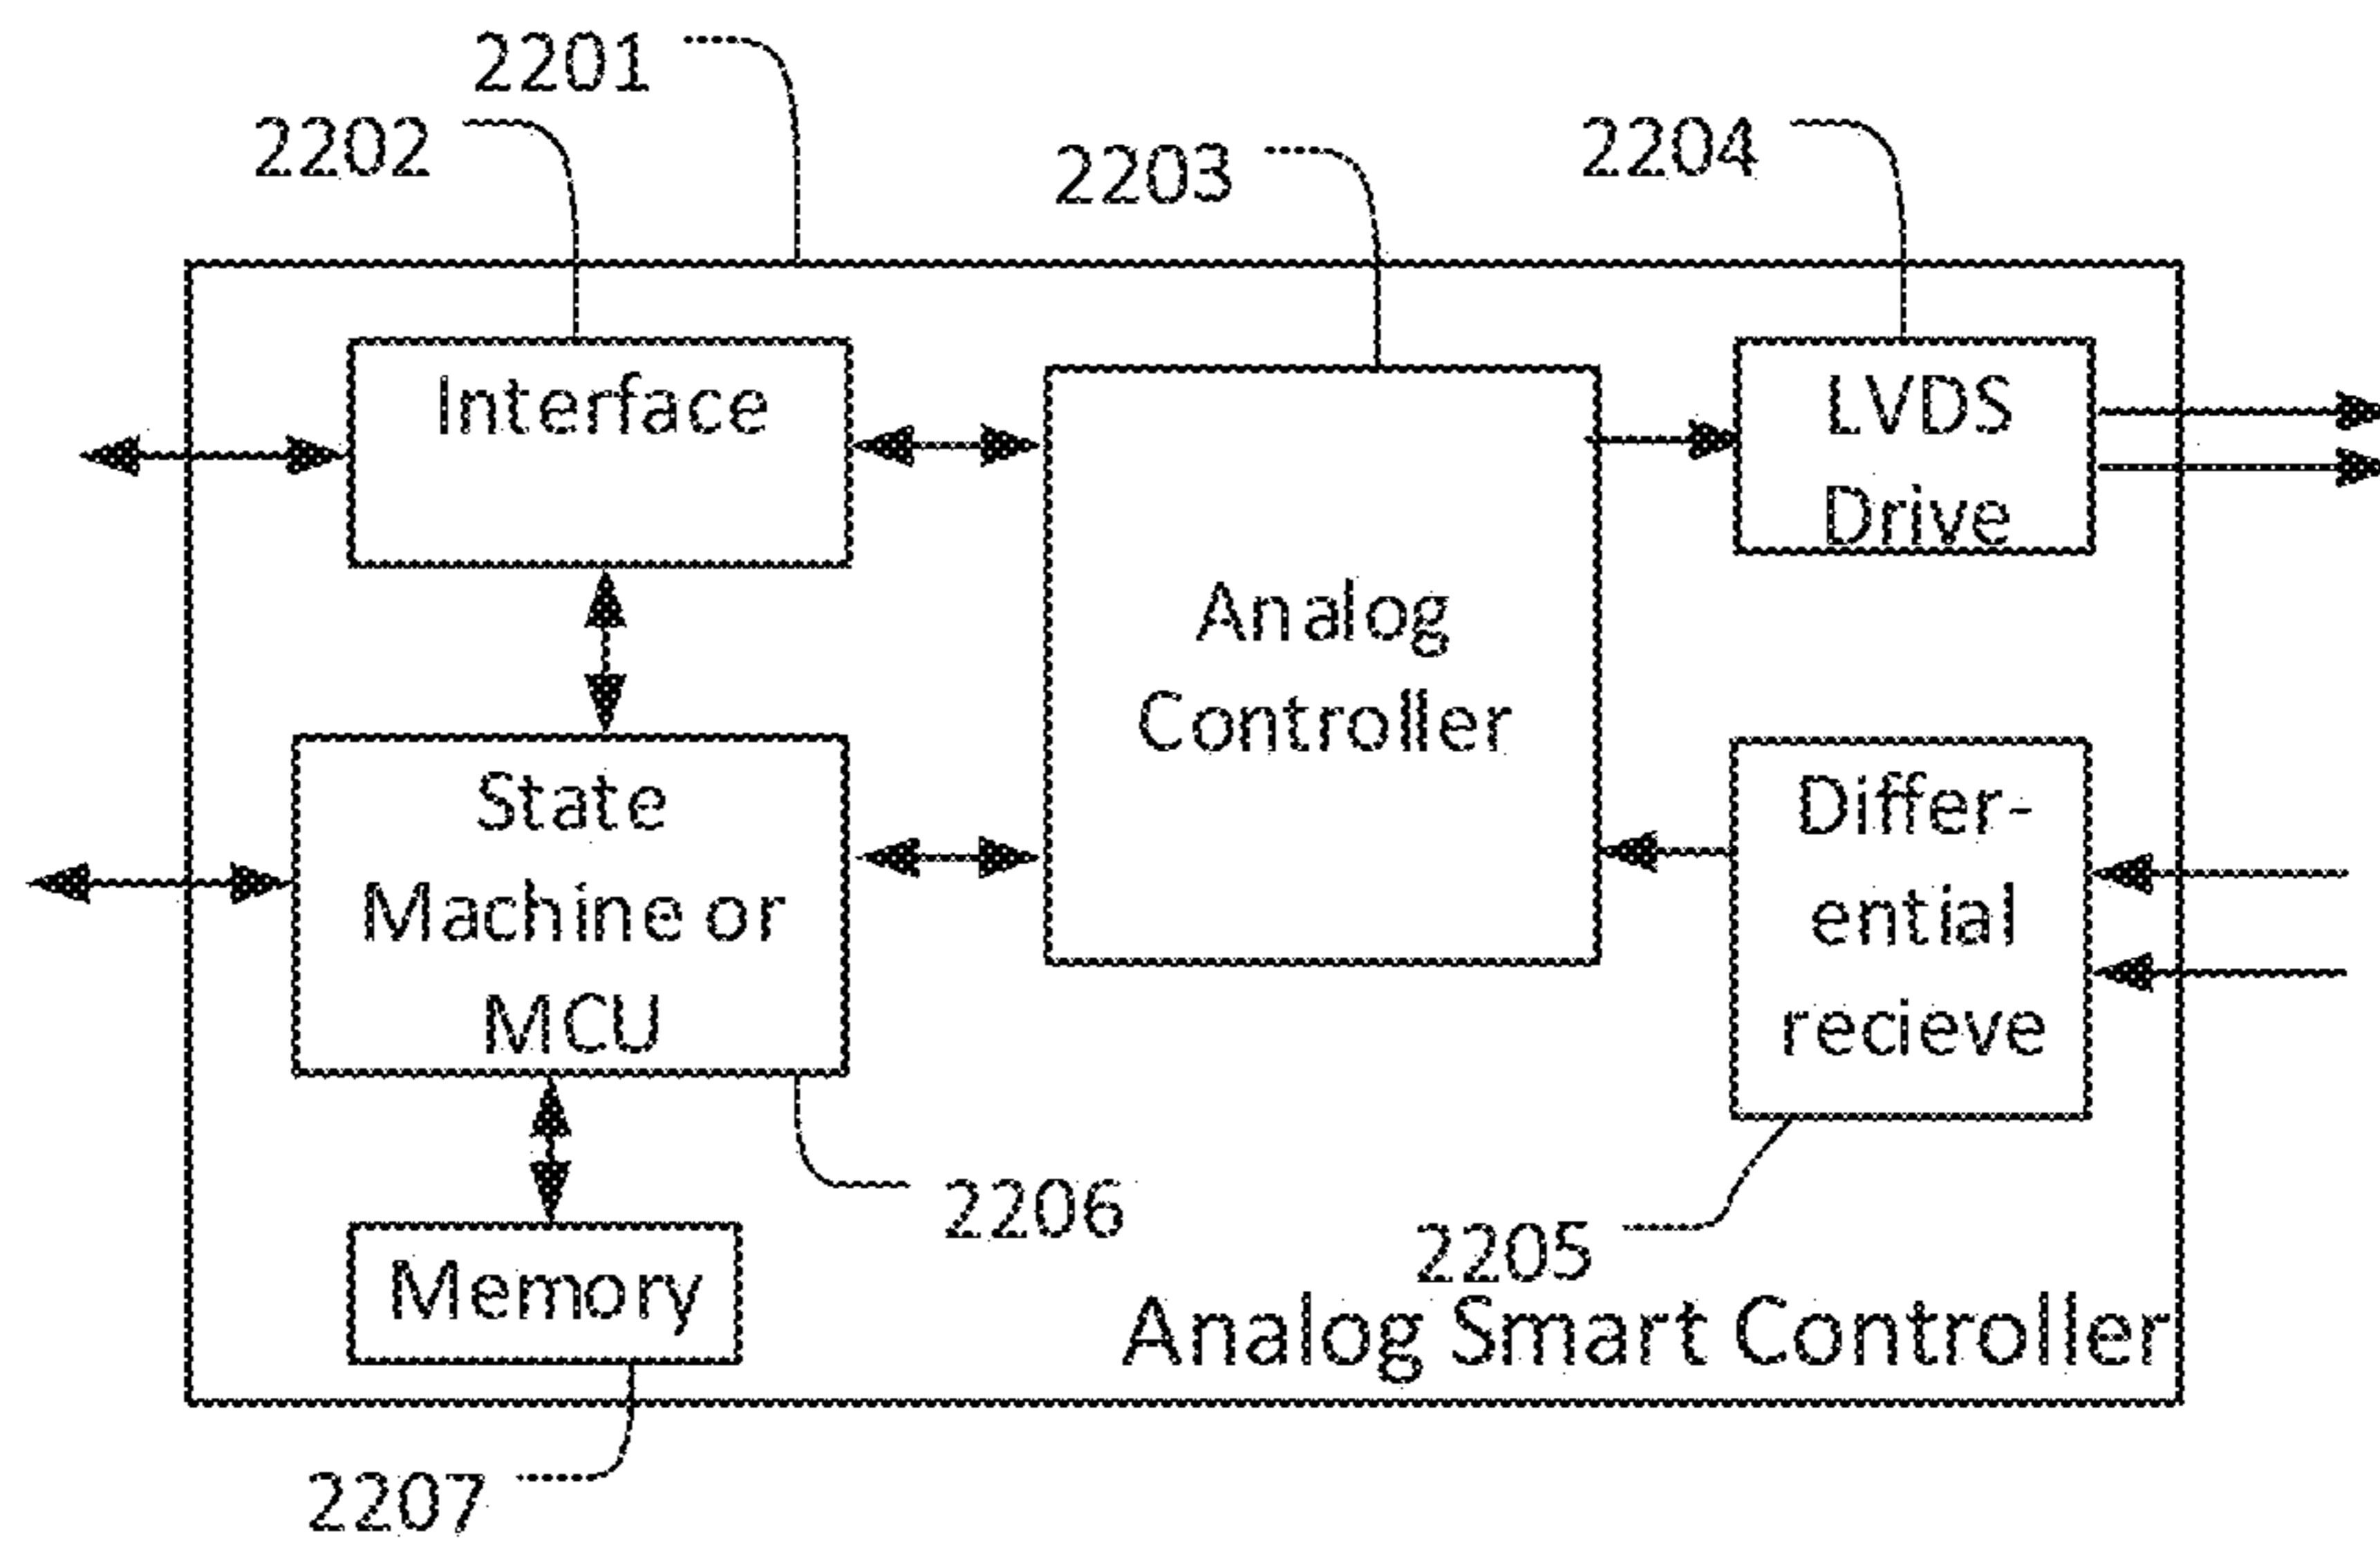 2201
2202
2203
2204
Interface
LVDS
Drive
Analog
Controller
State
Machine or
MCU
Differ-
ential
recieve
2206
2205
Memory
Analog Smart Controller
2207